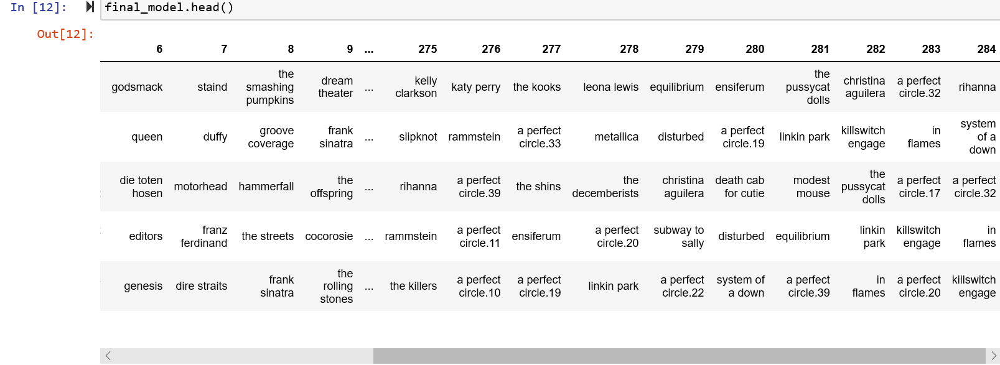 In [12]: final_model.head()
Out[12]:
6 7 8 9 ... 275 276 277 278 279 280 281 282 283 284
godsmack staind the smashing pumpkins dream theater ... kelly clarkson katy perry the kooks leona lewis equilibrium ensiferum the pussycat dolls christina aguilera a perfect circle.32 rihanna
queen duffy groove coverage frank sinatra ... slipknot rammstein a perfect circle.33 metallica disturbed a perfect circle.19 linkin park killswitch engage in flames system of a down
die toten hosen motorhead hammerfall the offspring ... rihanna a perfect circle.39 the shins the decemberists christina aguilera death cab for cutie modest mouse the pussycat dolls a perfect circle.17 a perfect circle.32
editors franz ferdinand the streets cocorosie ... rammstein a perfect circle.11 ensiferum a perfect circle.20 subway to sally disturbed equilibrium linkin park killswitch engage in flames
genesis dire straits frank sinatra the rolling stones ... the killers a perfect circle.10 a perfect circle.19 linkin park a perfect circle.22 system of a down a perfect circle.39 in flames a perfect circle.20 killswitch engage